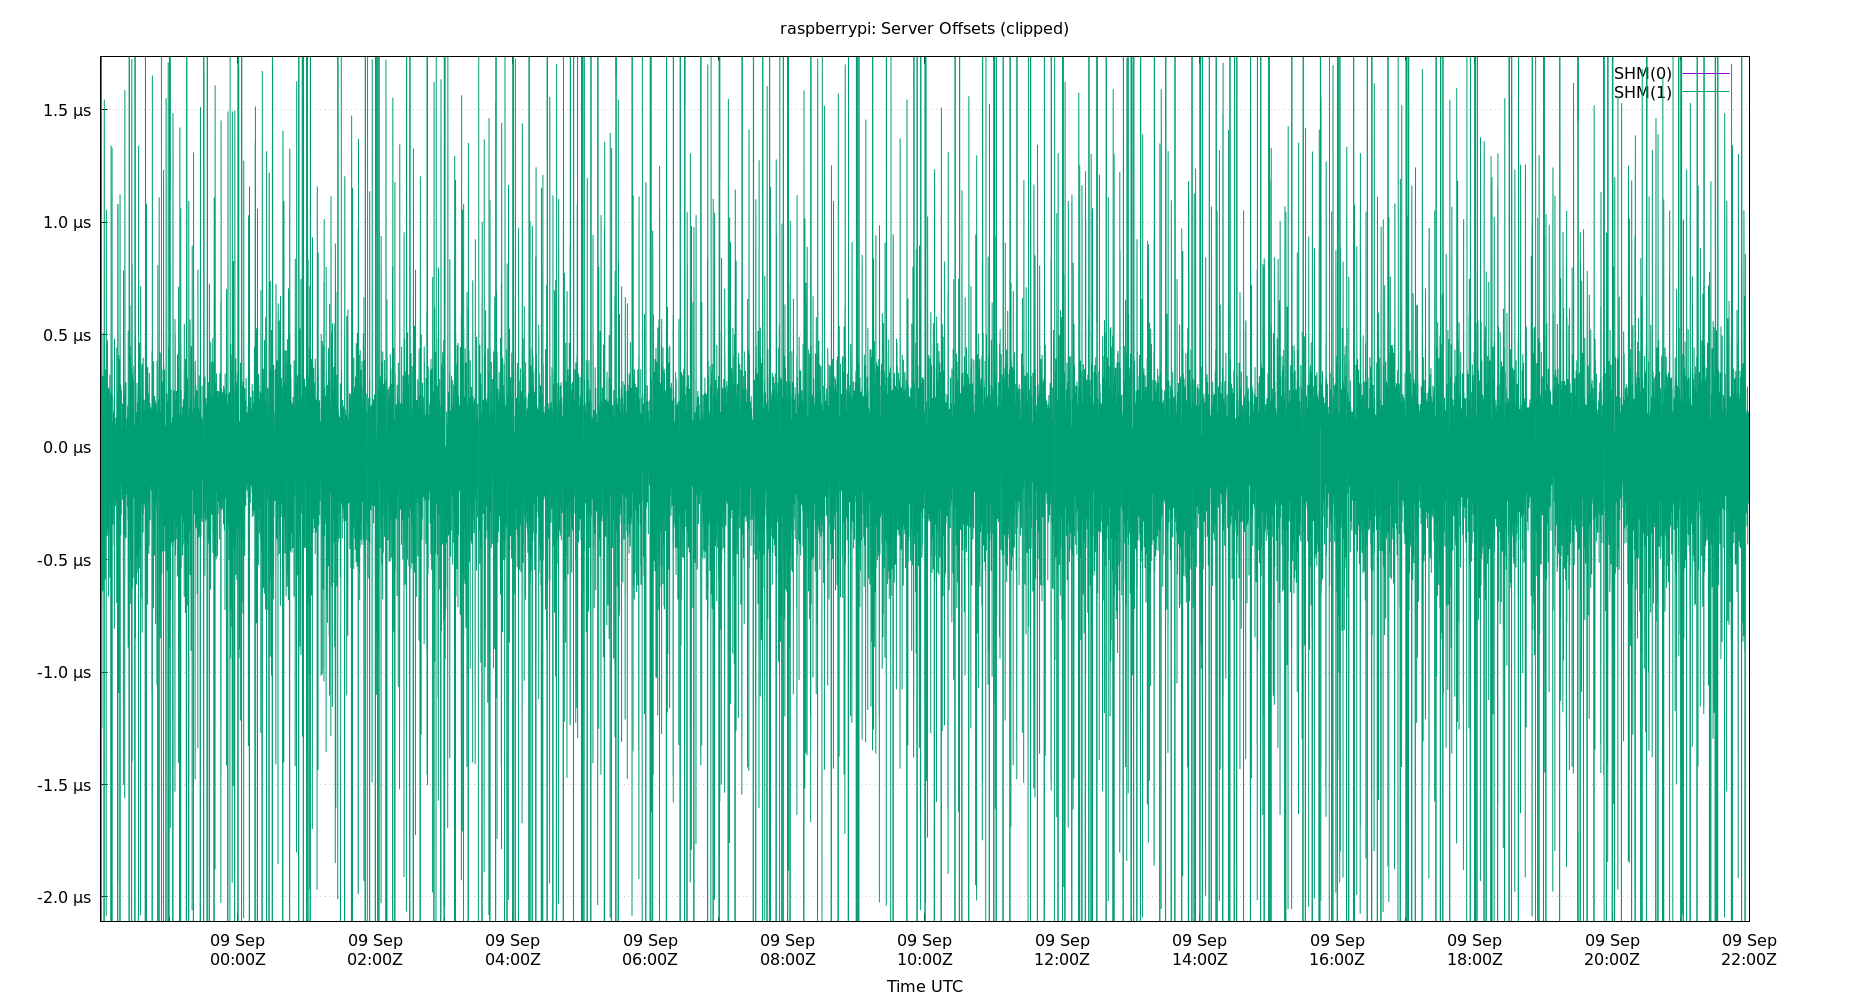 raspberrypi: Server Offsets (clipped)
SHM(0)
SHM(1)
1.5 µs
1.0 µs
0.5 µs
0.0 µs
-0.5 µs
-1.0 µs
-1.5 µs
-2.0 µs
09 Sep 09 Sep 09 Sep 09 Sep 09 Sep 09 Sep 09 Sep 09 Sep 09 Sep 09 Sep 09 Sep 09 Sep
00:00Z 02:00Z 04:00Z 06:00Z 08:00Z 10:00Z 12:00Z 14:00Z 16:00Z 18:00Z 20:00Z 22:00Z
Time UTC